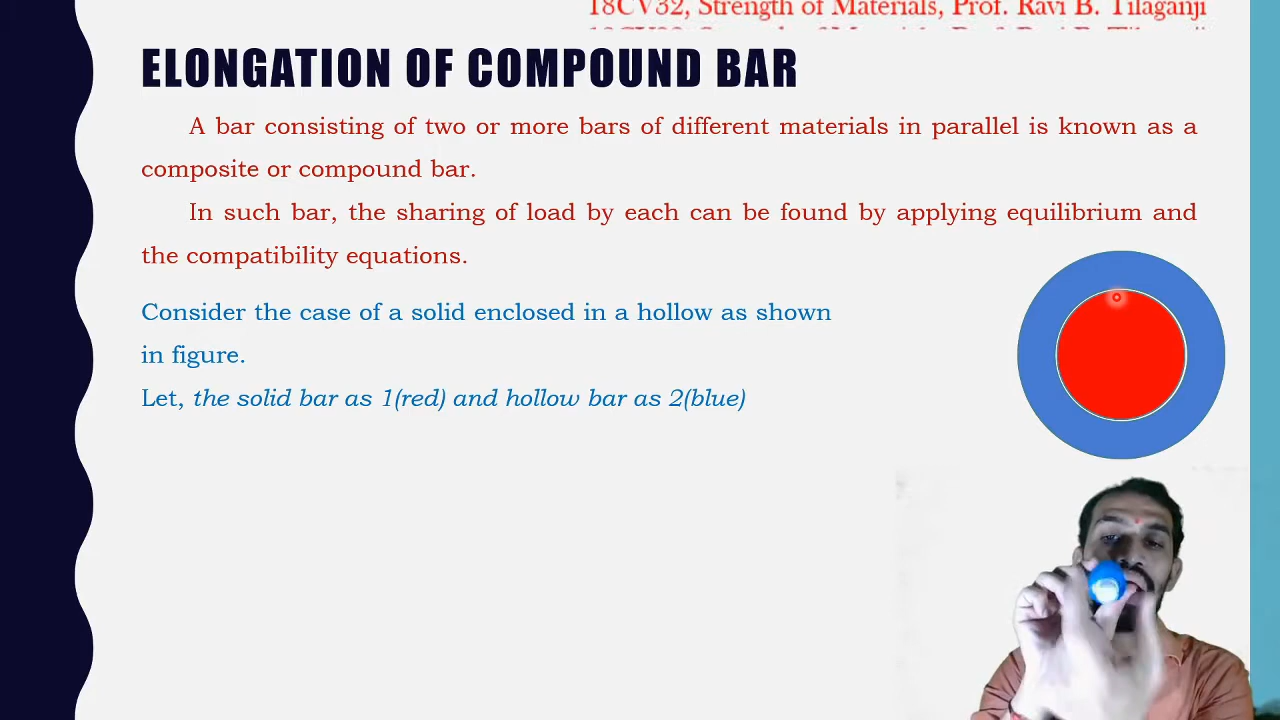 18CV32, Strength of Materials, Prof. Ravi B. Tilaganji
ELONGATION OF COMPOUND BAR
A bar consisting of two or more bars of different materials in parallel is known as a
composite or compound bar.
In such bar, the sharing of load by each can be found by applying equilibrium and
the compatibility equations.
Consider the case of a solid enclosed in a hollow as shown
in figure.
Let, the solid bar as 1(red) and hollow bar as 2(blue)